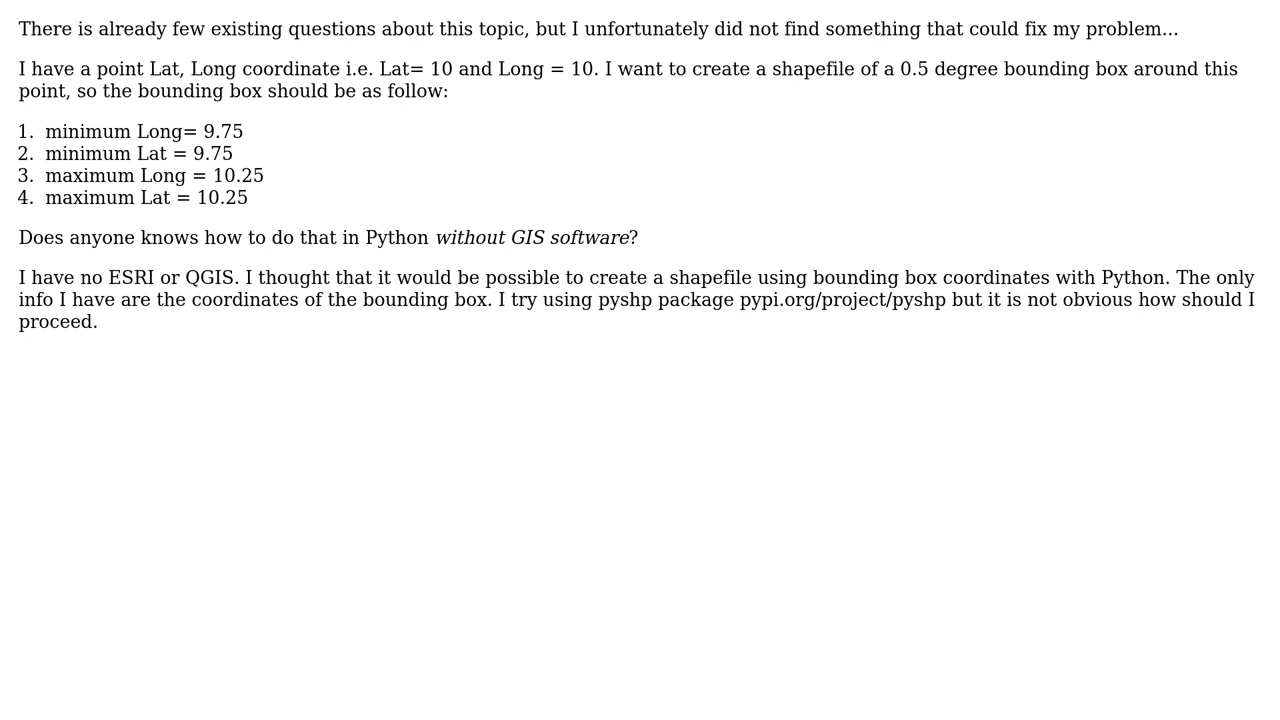 There is already few existing questions about this topic, but I unfortunately did not find something that could fix my problem...
I have a point Lat, Long coordinate i.e. Lat= 10 and Long = 10. I want to create a shapefile of a 0.5 degree bounding box around this
point, so the bounding box should be as follow:
1. minimum Long= 9.75
2. minimum Lat = 9.75
3. maximum Long = 10.25
4. maximum Lat = 10.25
Does anyone knows how to do that in Python without GIS software?
I have no ESRI or QGIS. I thought that it would be possible to create a shapefile using bounding box coordinates with Python. The only
info I have are the coordinates of the bounding box. I try using pyshp package pypi.org/project/pyshp but it is not obvious how should I
proceed.